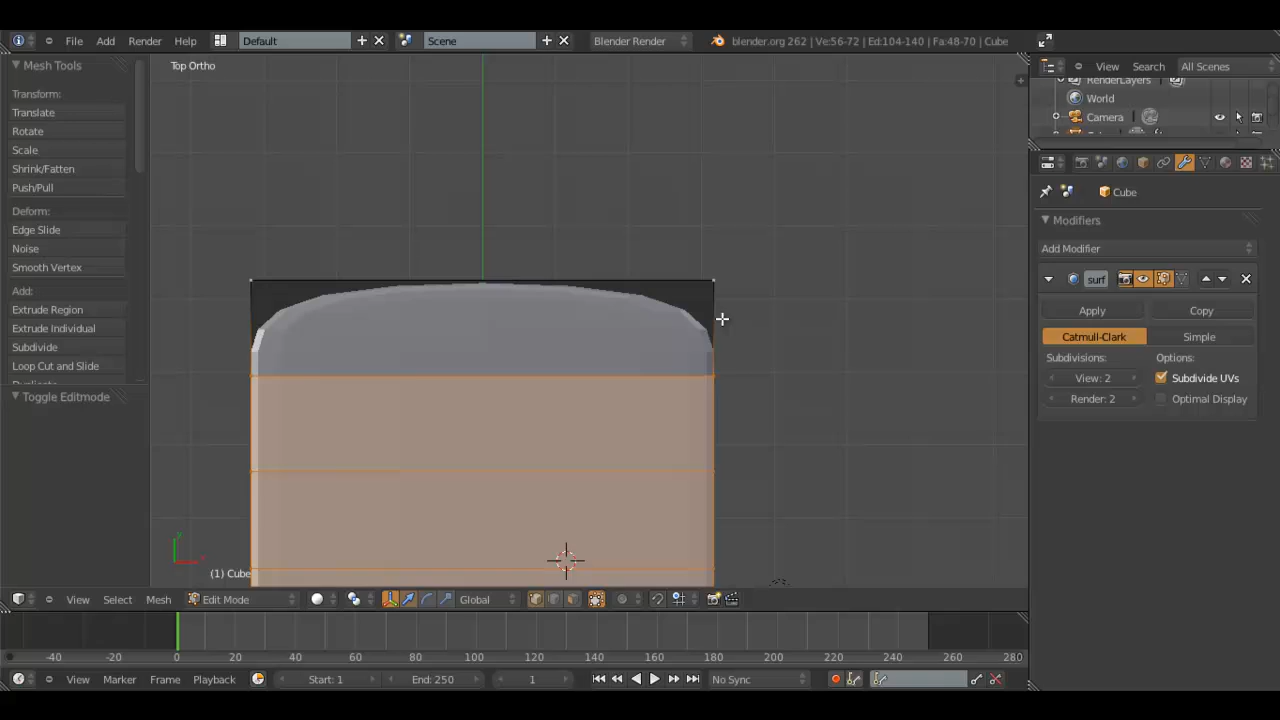 File Add Render Help Default Scene Blender Render blender.org 262 | Ve:56-72 | Ed:104-140 | Fa:48-70 | Cube
Mesh Tools
Transform:
Translate
Rotate
Scale
Shrink/Fatten
Push/Pull
Deform:
Edge Slide
Noise
Smooth Vertex
Add:
Extrude Region
Extrude Individual
Subdivide
Loop Cut and Slide
Toggle Editmode
Top Ortho
y
x
(1) Cube
View Select Mesh Edit Mode Global
View Search All Scenes
RenderLayers
World
Camera
Cube
Modifiers
Add Modifier
surf
Apply Copy
Catmull-Clark Simple
Subdivisions: Options:
View: 2 Subdivide UVs
Render: 2 Optimal Display
-40 -20 0 20 40 60 80 100 120 140 160 180 200 220 240 260 280
View Marker Frame Playback Start: 1 End: 250 1 No Sync